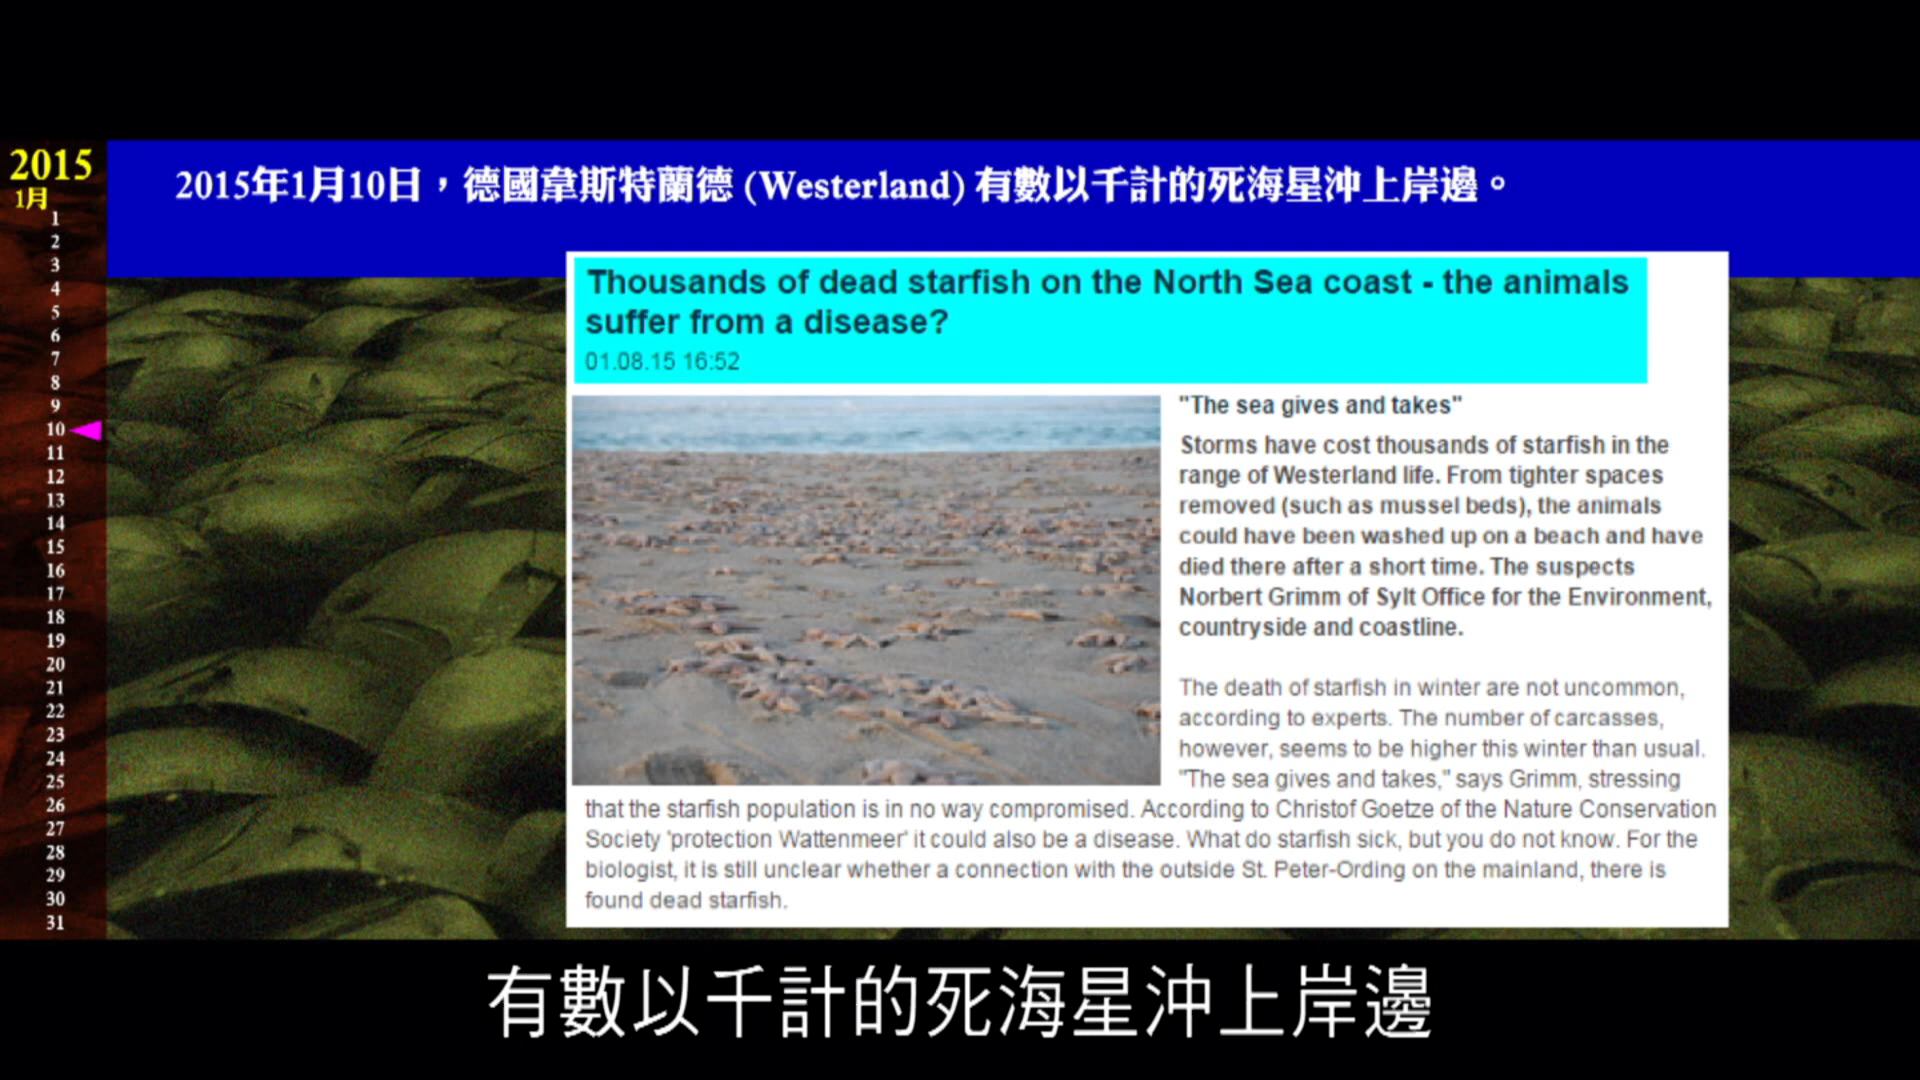 2015
1月
1
2
3
4
5
6
7
8
9
10
11
12
13
14
15
16
17
18
19
20
21
22
23
24
25
26
27
28
29
30
31
2015年1月10日，德國韋斯特蘭德 (Westerland) 有數以千計的死海星沖上岸邊。
Thousands of dead starfish on the North Sea coast - the animals
suffer from a disease?
01.08.15 16:52
"The sea gives and takes"
Storms have cost thousands of starfish in the
range of Westerland life. From tighter spaces
removed (such as mussel beds), the animals
could have been washed up on a beach and have
died there after a short time. The suspects
Norbert Grimm of Sylt Office for the Environment,
countryside and coastline.
The death of starfish in winter are not uncommon,
according to experts. The number of carcasses,
however, seems to be higher this winter than usual.
"The sea gives and takes," says Grimm, stressing
that the starfish population is in no way compromised. According to Christof Goetze of the Nature Conservation
Society 'protection Wattenmeer' it could also be a disease. What do starfish sick, but you do not know. For the
biologist, it is still unclear whether a connection with the outside St. Peter-Ording on the mainland, there is
found dead starfish.
有數以千計的死海星沖上岸邊